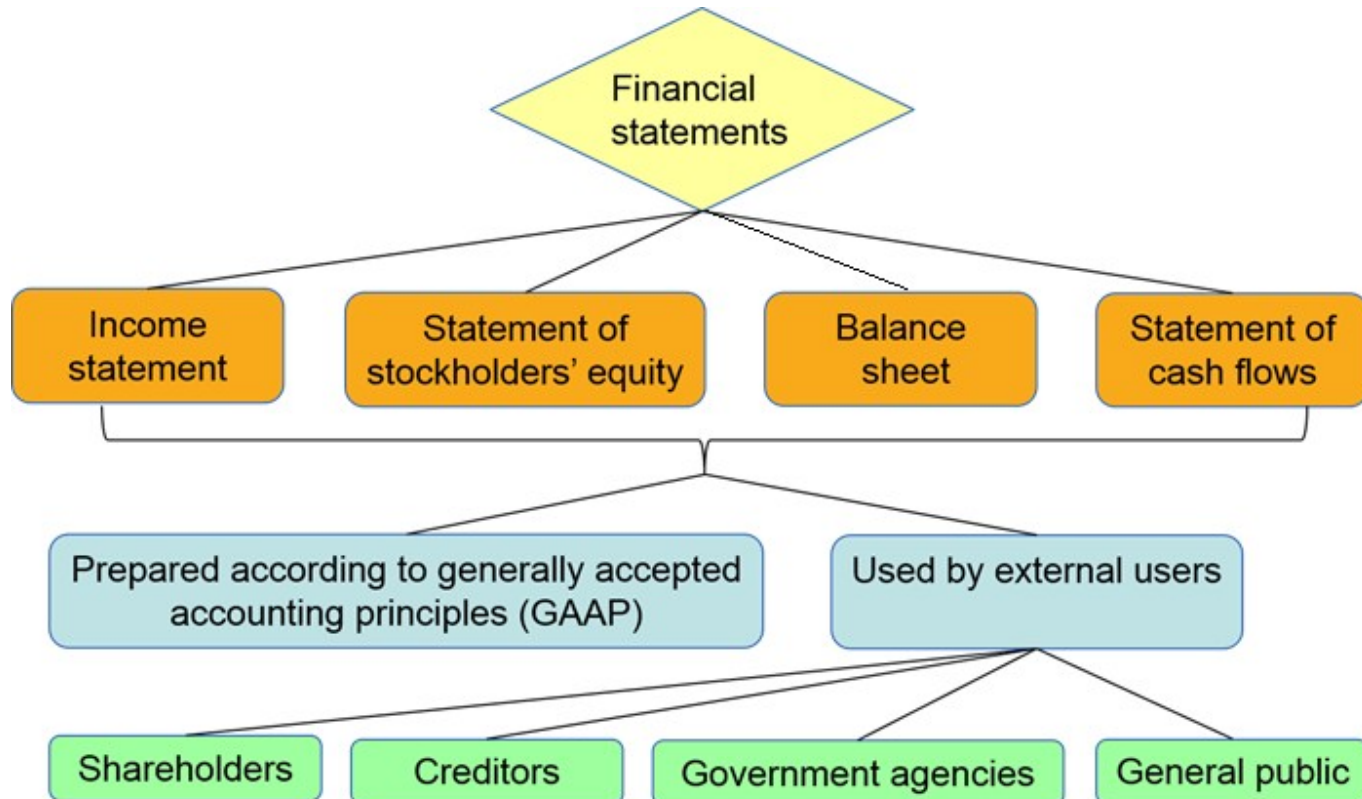 Financial
statements
Income
statement
Statement of
stockholders’ equity
Balance
sheet
Statement of
cash flows
Prepared according to generally accepted
accounting principles (GAAP)
Used by external users
Shareholders
Creditors
Government agencies
General public